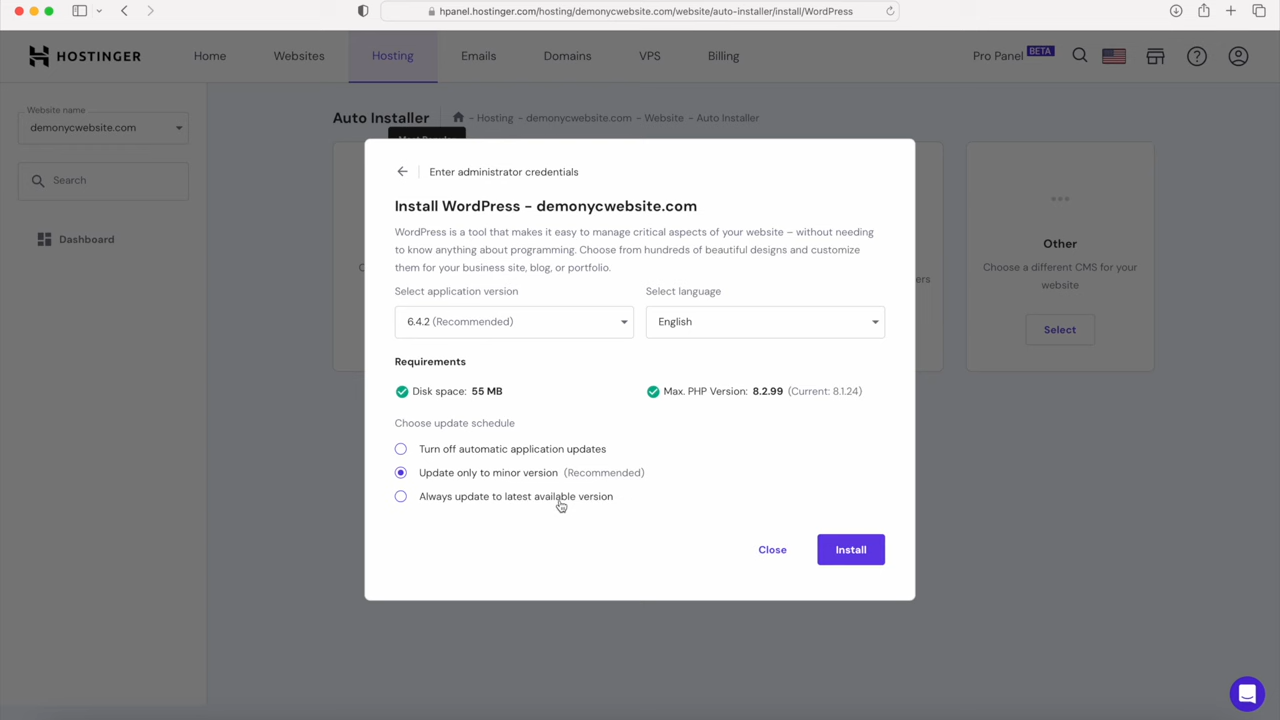 hpanel.hostinger.com/hosting/demonycwebsite.com/website/auto-installer/install/WordPress
HOSTINGER
Home
Websites
Hosting
Emails
Domains
VPS
Billing
Pro Panel BETA
Website name
demonycwebsite.com
Search
Dashboard
Auto Installer
- Hosting - demonycwebsite.com - Website - Auto Installer
Enter administrator credentials
Install WordPress - demonycwebsite.com
WordPress is a tool that makes it easy to manage critical aspects of your website – without needing
to know anything about programming. Choose from hundreds of beautiful designs and customize
them for your business site, blog, or portfolio.
Select application version
6.4.2 (Recommended)
Select language
English
Requirements
Disk space: 55 MB
Max. PHP Version: 8.2.99 (Current: 8.1.24)
Choose update schedule
Turn off automatic application updates
Update only to minor version (Recommended)
Always update to latest available version
Close
Install
Other
Choose a different CMS for your
website
Select